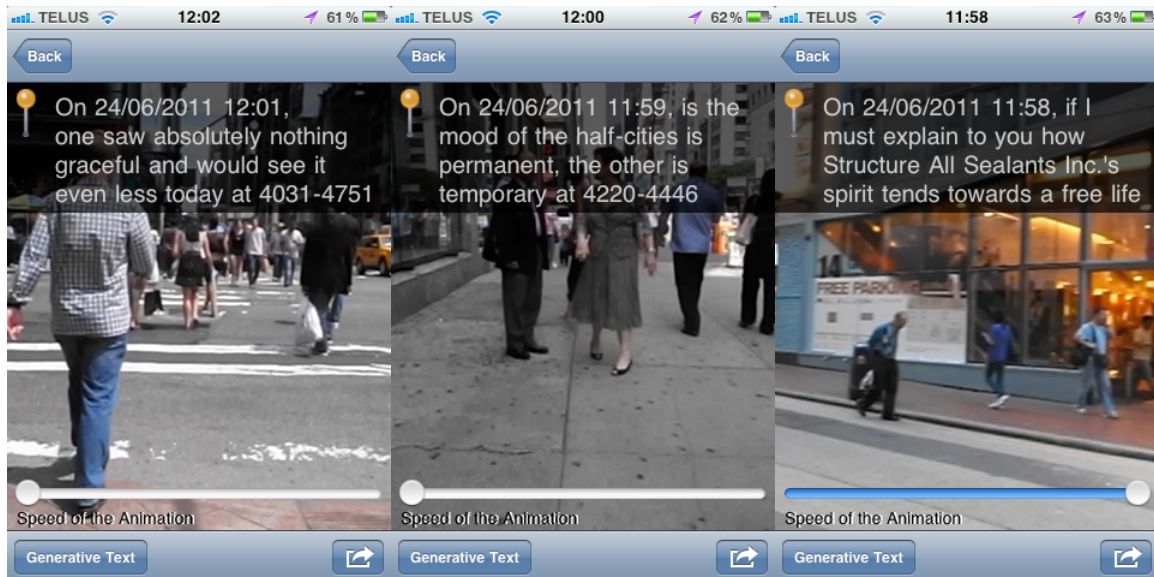 TELUS 12:02 61%
Back
On 24/06/2011 12:01,
one saw absolutely nothing
graceful and would see it
even less today at 4031-4751
Speed of the Animation
Generative Text
TELUS 12:00 62%
Back
On 24/06/2011 11:59, is the
mood of the half-cities is
permanent, the other is
temporary at 4220-4446
Speed of the Animation
Generative Text
TELUS 11:58 63%
Back
On 24/06/2011 11:58, if I
must explain to you how
Structure All Sealants Inc.'s
spirit tends towards a free life
FREE PARKING
Speed of the Animation
Generative Text